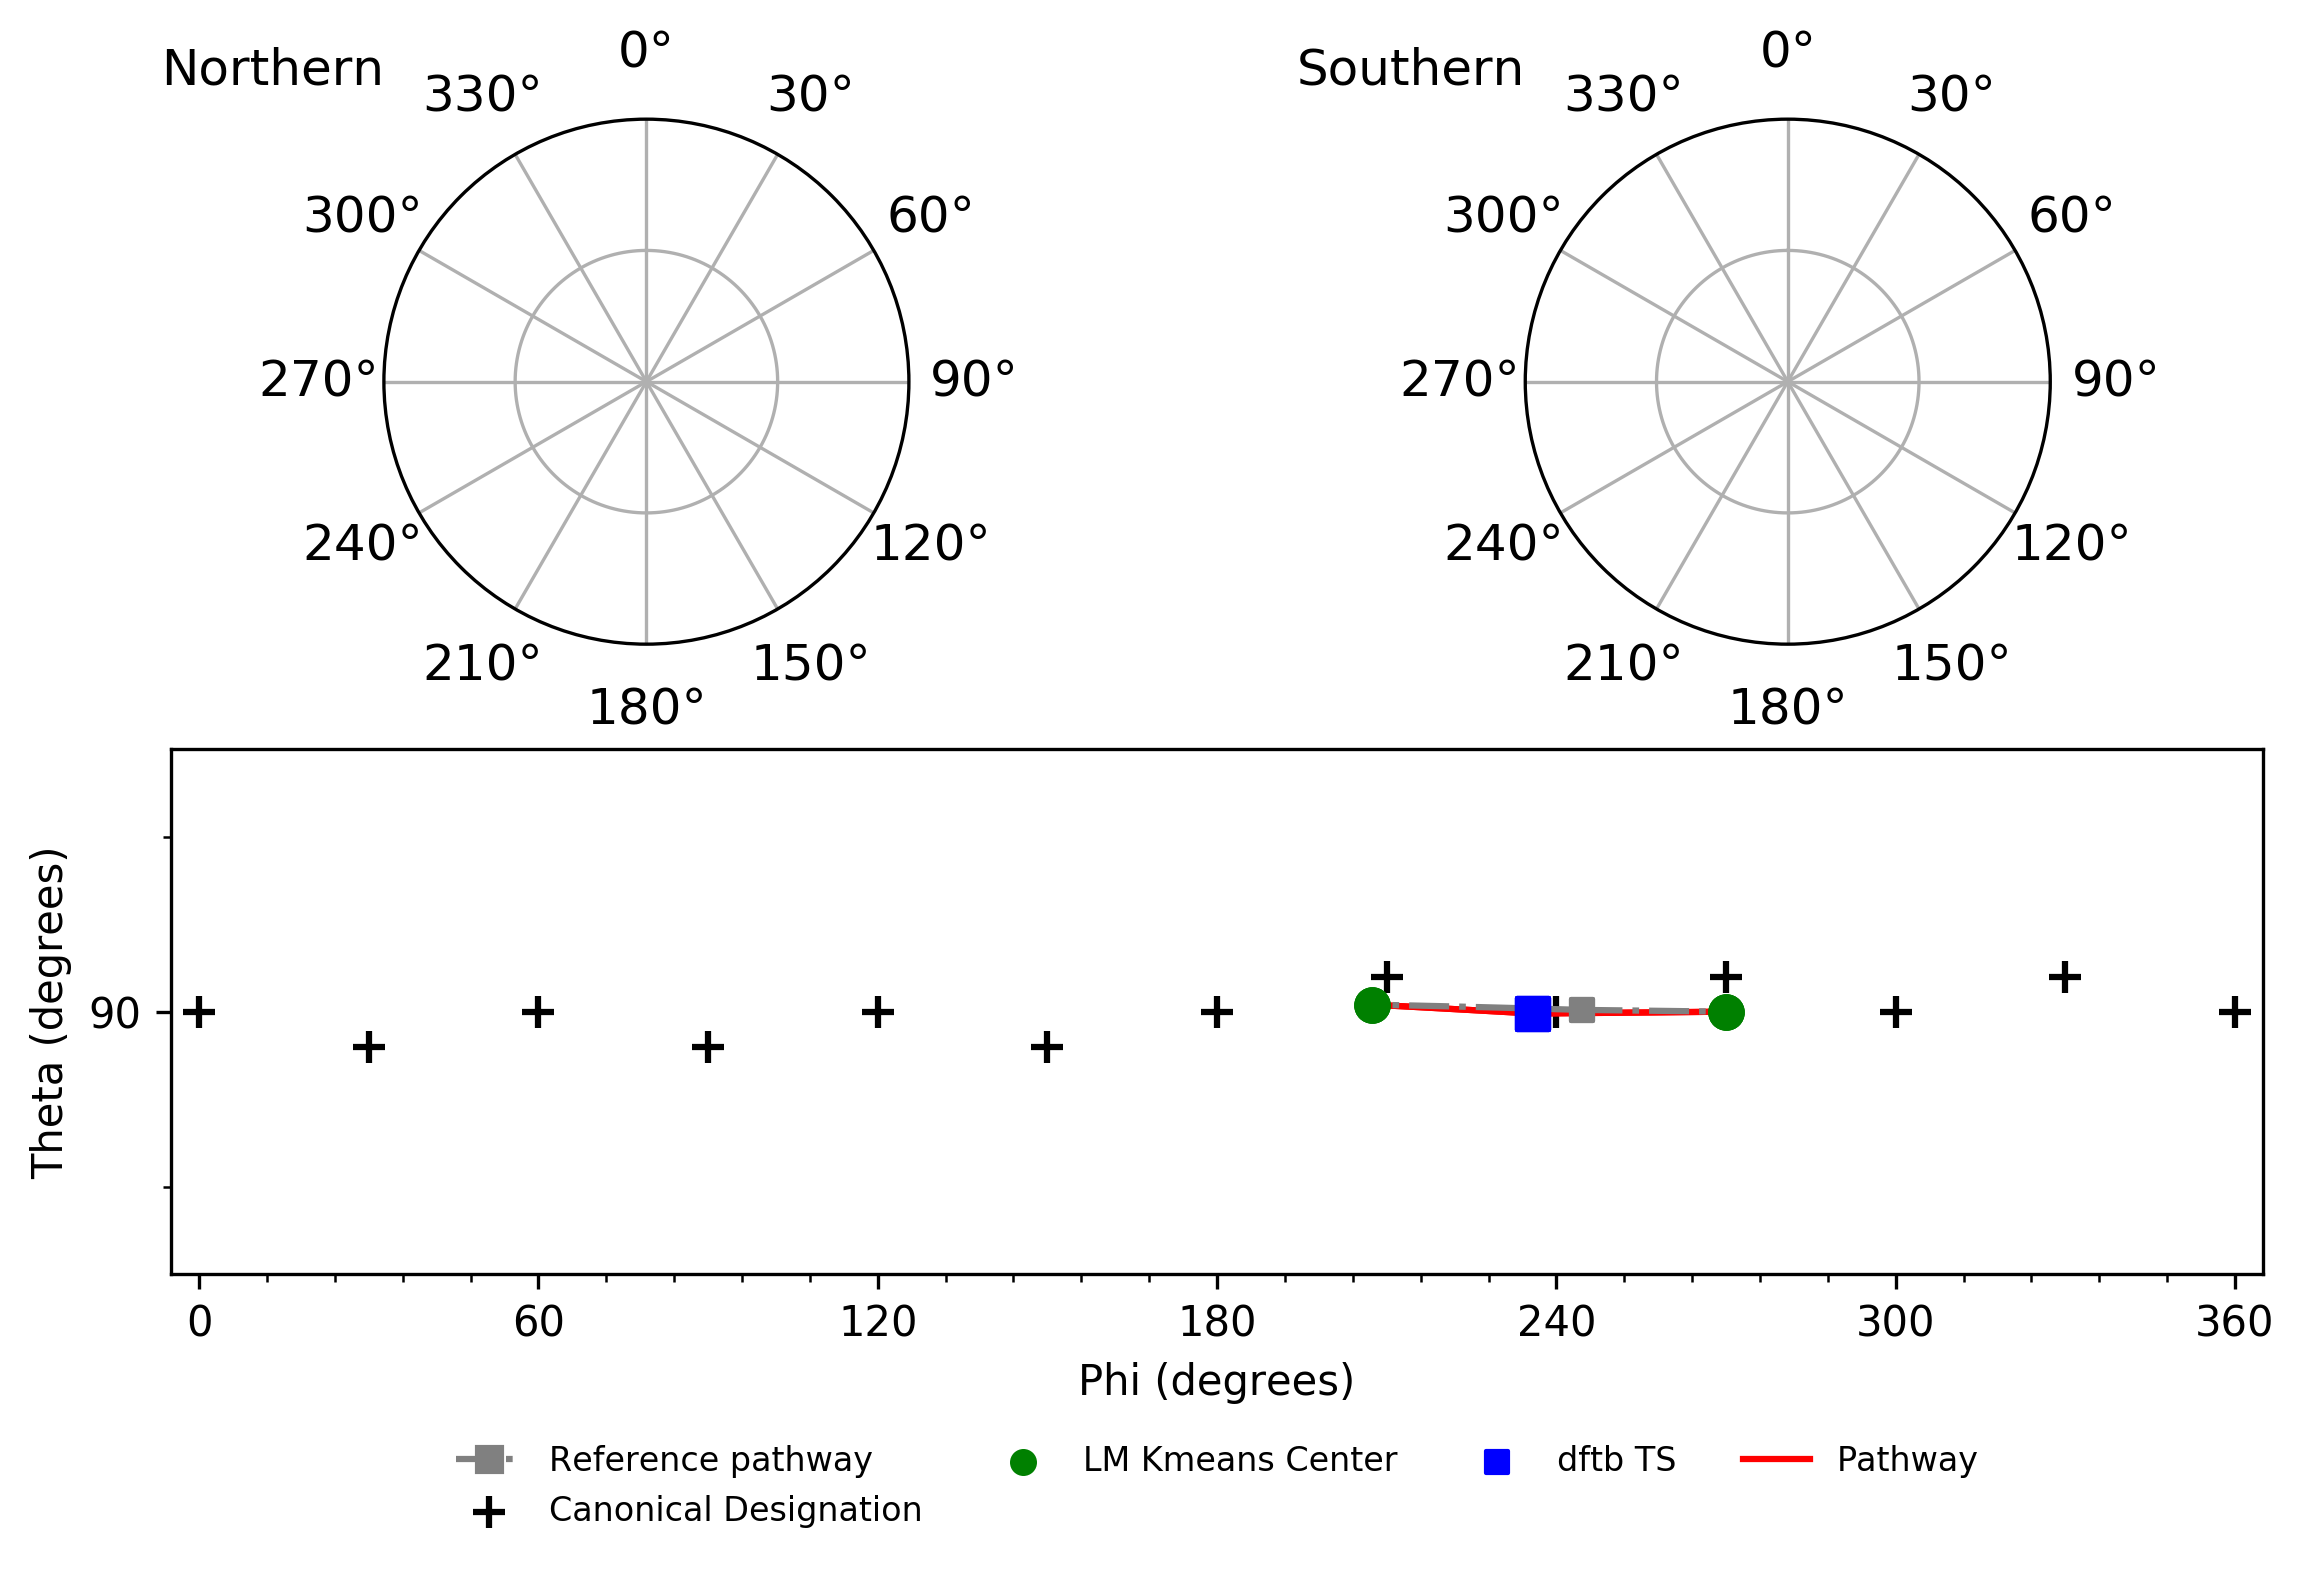 Northern
0°
30°
60°
90°
120°
150°
180°
210°
240°
270°
300°
330°
Southern
0°
30°
60°
90°
120°
150°
180°
210°
240°
270°
300°
330°
Theta (degrees)
90
0 60 120 180 240 300 360
Phi (degrees)
Reference pathway
Canonical Designation
LM Kmeans Center
dftb TS
Pathway